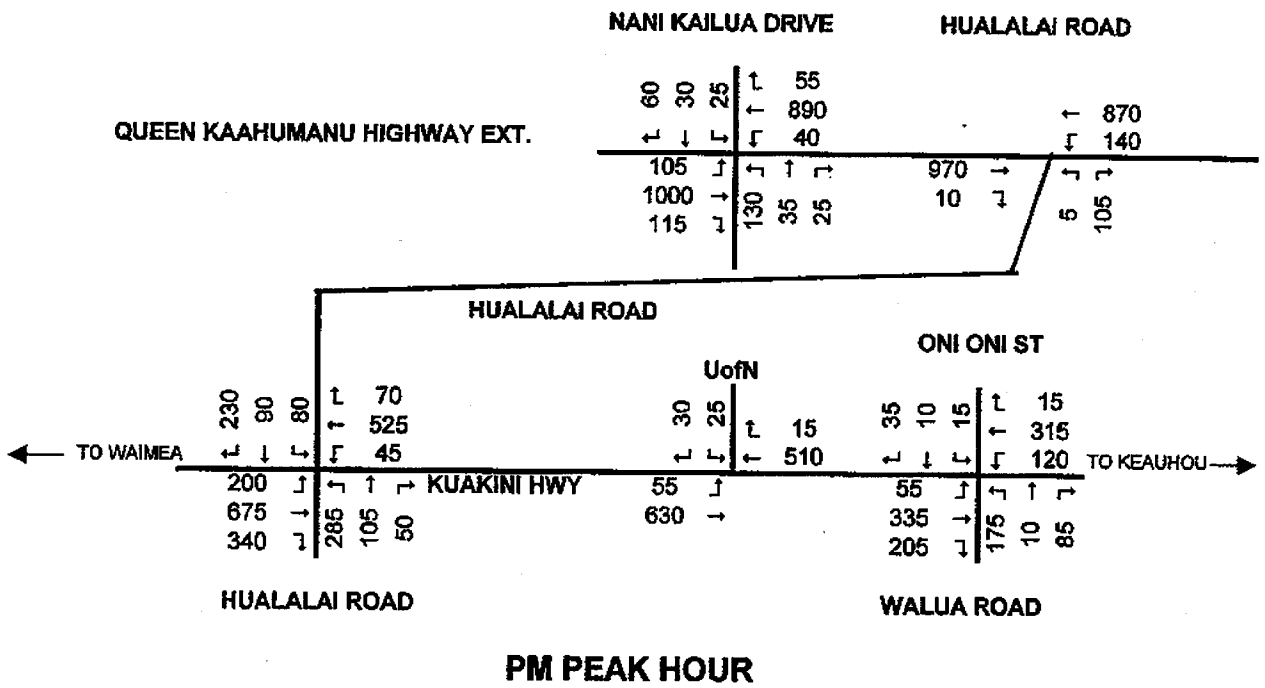 NANI KAILUA DRIVE
HUALALAI ROAD
60 30 25
55
890
40
QUEEN KAAHUMANU HIGHWAY EXT.
870
140
105
1000
115
130 35 25
970
10
5 105
HUALALAI ROAD
ONI ONI ST
UofN
230 90 80
70
525
45
30 25
15
510
35 10 15
15
315
120
TO WAIMEA
TO KEAUHOU
KUAKINI HWY
200
675
340
285 105 50
55
630
55
335
205
175 10 85
HUALALAI ROAD
WALUA ROAD
PM PEAK HOUR